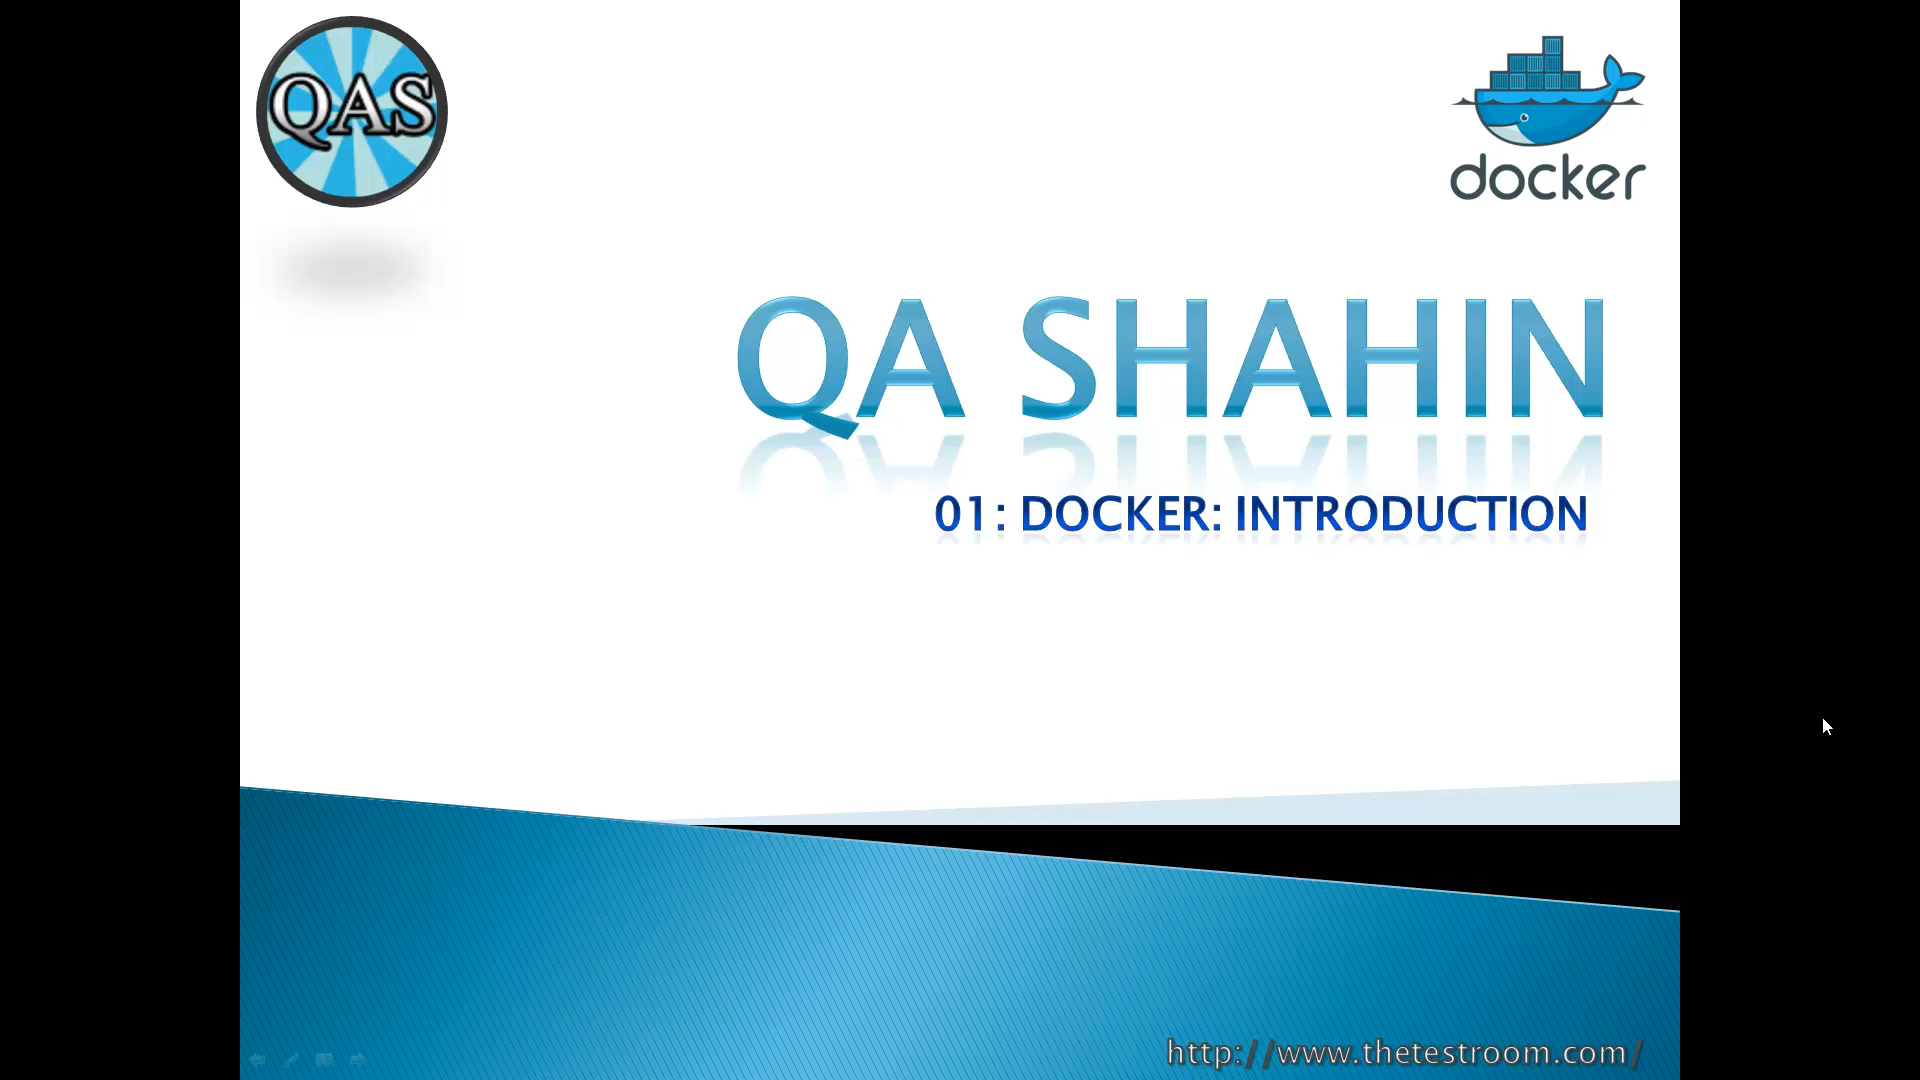 QAS
docker
QA SHAHIN
01: DOCKER: INTRODUCTION
http://www.thetestroom.com/